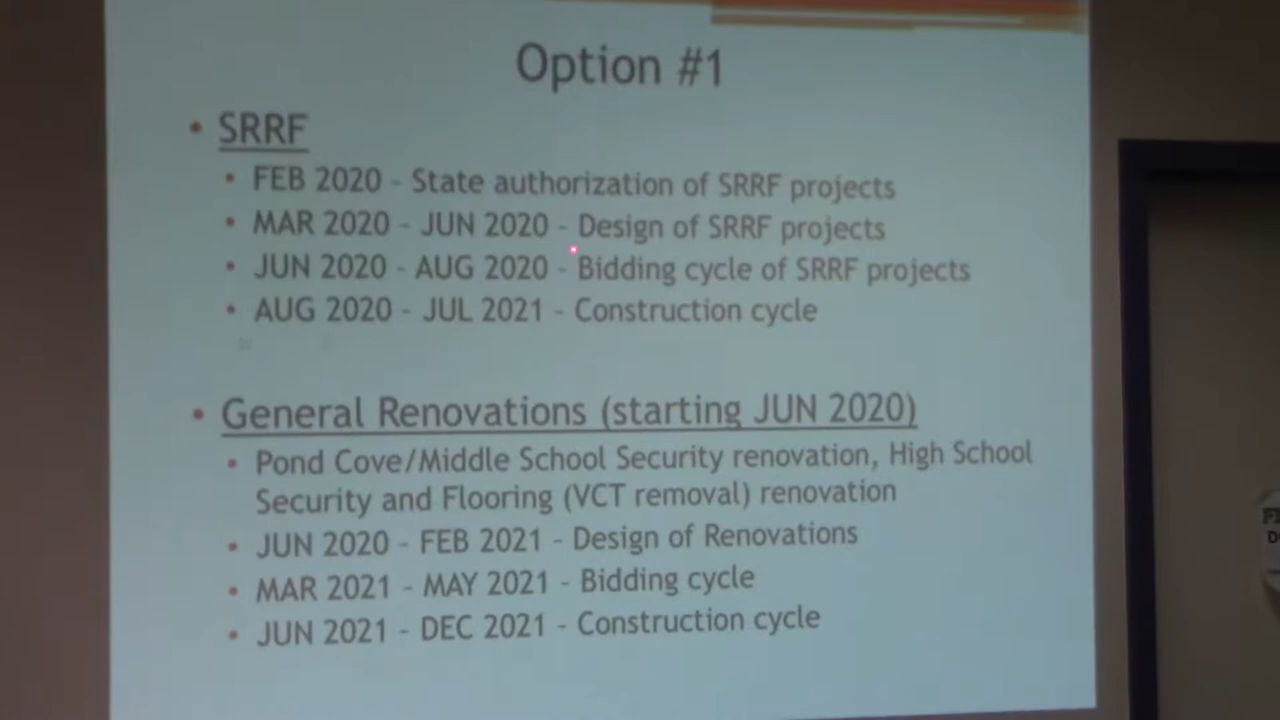 Option #1
• SRRF
• FEB 2020 - State authorization of SRRF projects
• MAR 2020 - JUN 2020 - Design of SRRF projects
• JUN 2020 - AUG 2020 - Bidding cycle of SRRF projects
• AUG 2020 - JUL 2021 - Construction cycle
• General Renovations (starting JUN 2020)
• Pond Cove/Middle School Security renovation, High School
Security and Flooring (VCT removal) renovation
• JUN 2020 - FEB 2021 - Design of Renovations
• MAR 2021 - MAY 2021 - Bidding cycle
• JUN 2021 - DEC 2021 - Construction cycle